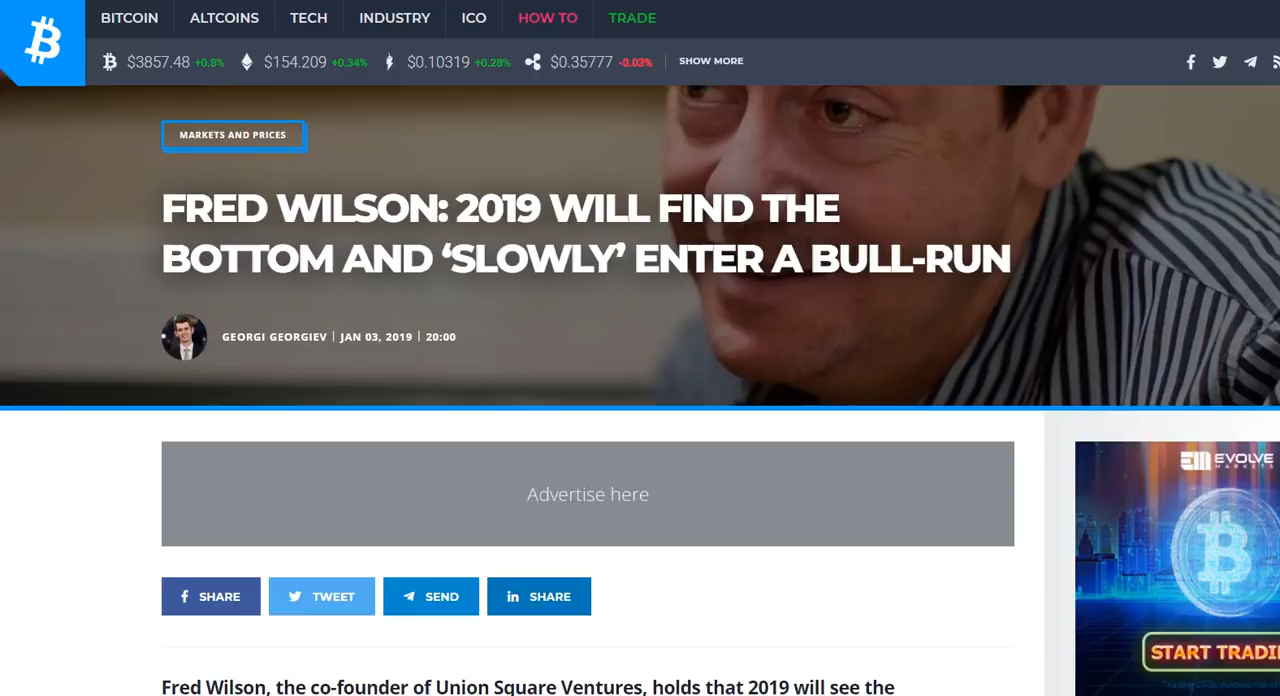 BITCOIN ALTCOINS TECH INDUSTRY ICO HOW TO TRADE
$3857.48 +0.8% $154.209 +0.34% $0.10319 +0.28% $0.35777 -0.03% SHOW MORE
MARKETS AND PRICES
FRED WILSON: 2019 WILL FIND THE
BOTTOM AND ‘SLOWLY’ ENTER A BULL-RUN
GEORGI GEORGIEV | JAN 03, 2019 | 20:00
Advertise here
EVOLVE
MARKETS
SHARE TWEET SEND SHARE
START TRADI
Fred Wilson, the co-founder of Union Square Ventures, holds that 2019 will see the